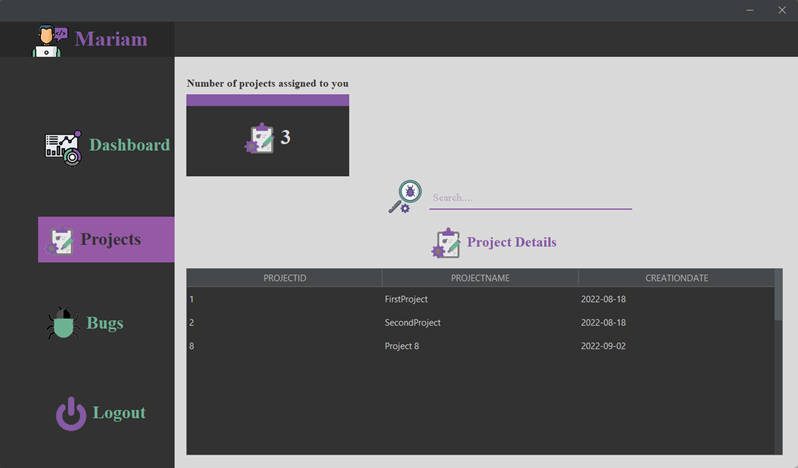 Mariam
Dashboard
Projects
Bugs
Logout
Number of projects assigned to you
3
Search....
Project Details
PROJECTID PROJECTNAME CREATIONDATE
1 FirstProject 2022-08-18
2 SecondProject 2022-08-18
8 Project 8 2022-09-02